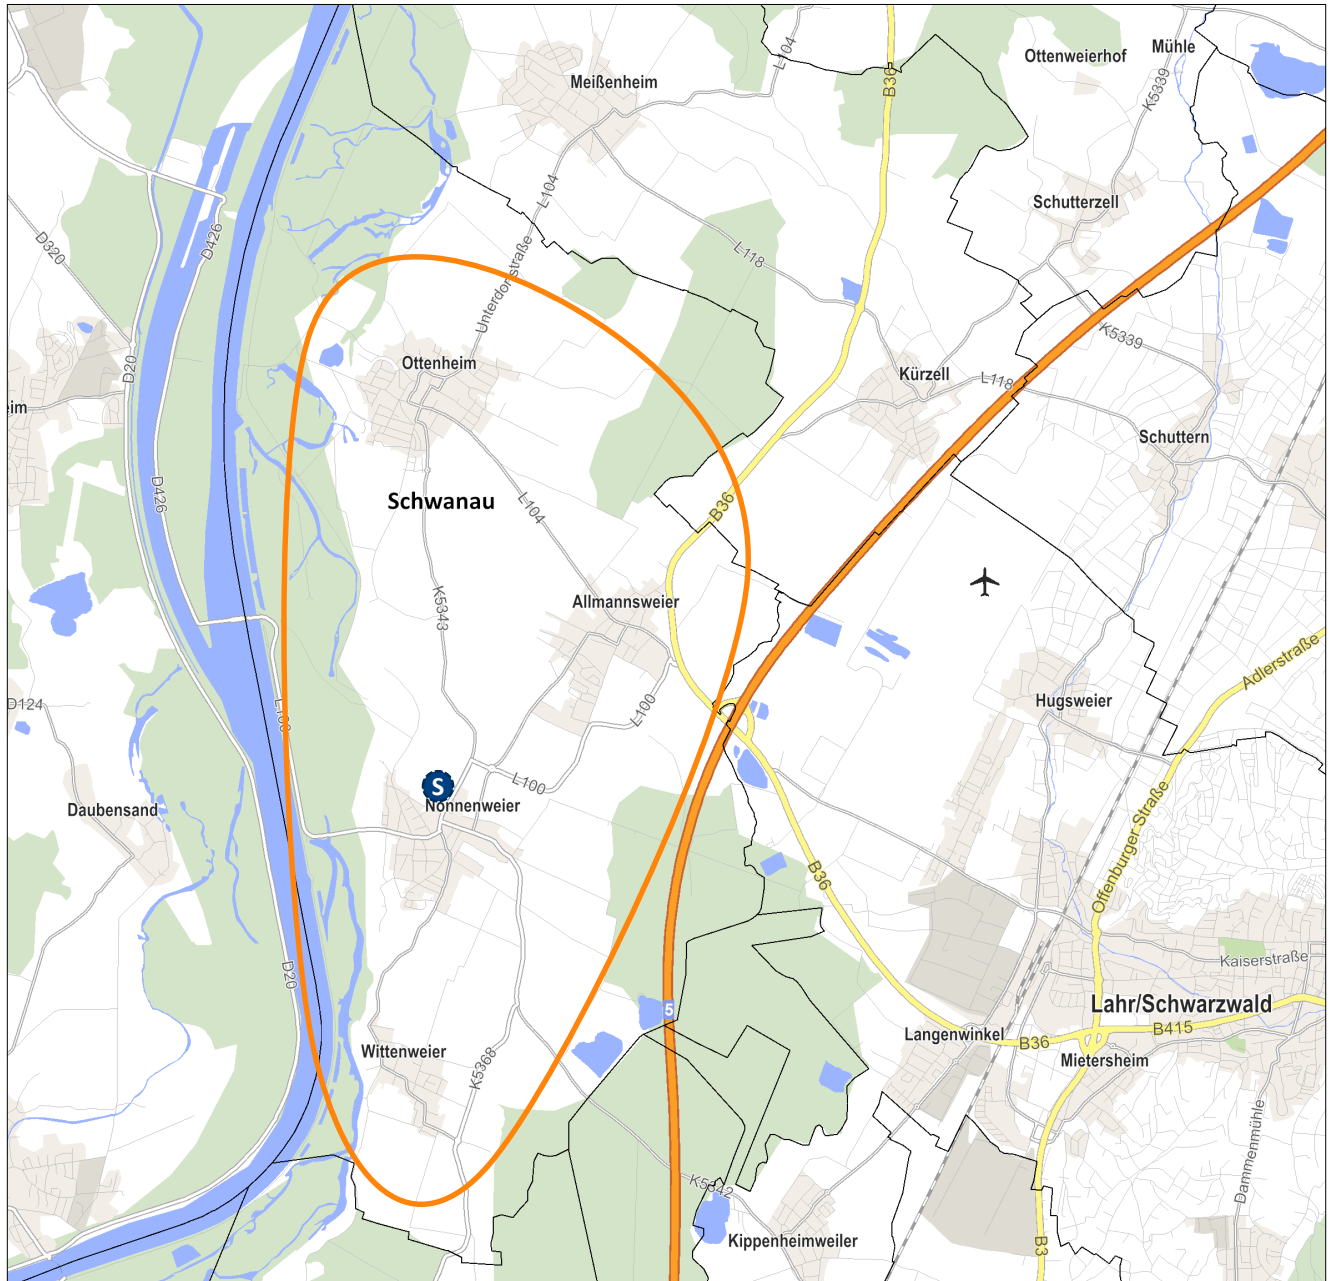 Mühle
L104
Ottenweierhof
Meißenheim
B36
K5339
L104
Schutterzell
D426
D320
L118
Unterdorfstraße
K5339
D20
Ottenheim
Kürzell
L118
eim
Schuttern
D426
Schwanau
L104
B36
Allmannsweier
K5343
Adlerstraße
D124
L100
L100
Hugsweier
S
L100
Nonnenweier
Daubensand
Offenburger Straße
B36
D20
Kaiserstraße
5
Lahr/Schwarzwald
B415
Langenwinkel
B36
Wittenweier
Mietersheim
K5368
Dammenmühle
K5342
Kippenheimweiler
B3